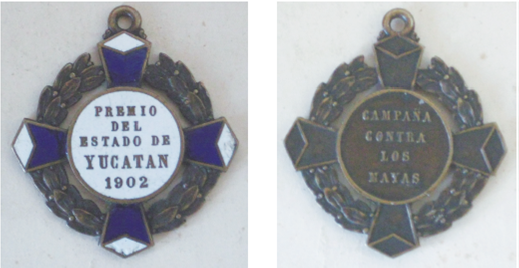 PREMIO
DEL
ESTADO DE
YUCATAN
1902
CAMPAÑA
CONTRA
LOS
MAYAS